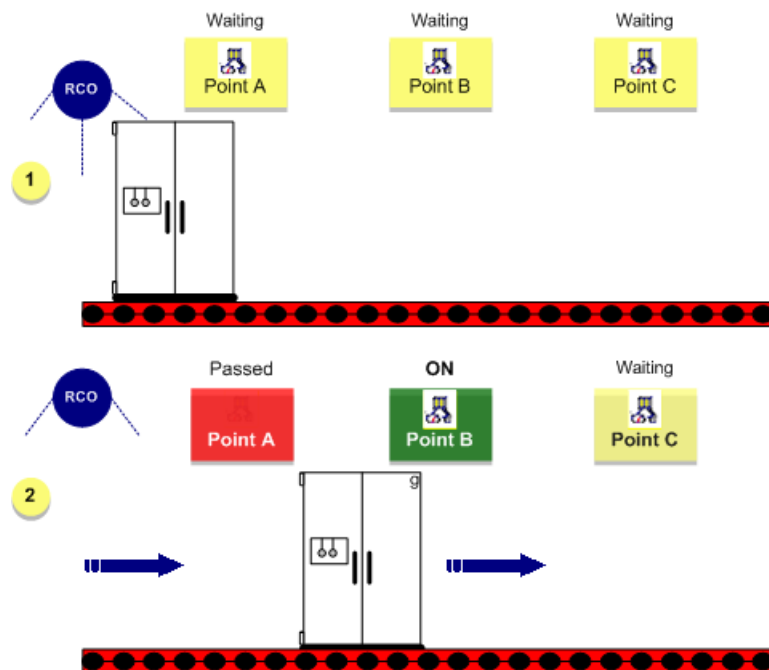 Waiting Waiting Waiting
Point A Point B Point C
RCO
1
Passed ON Waiting
RCO
Point A Point B Point C
g
2